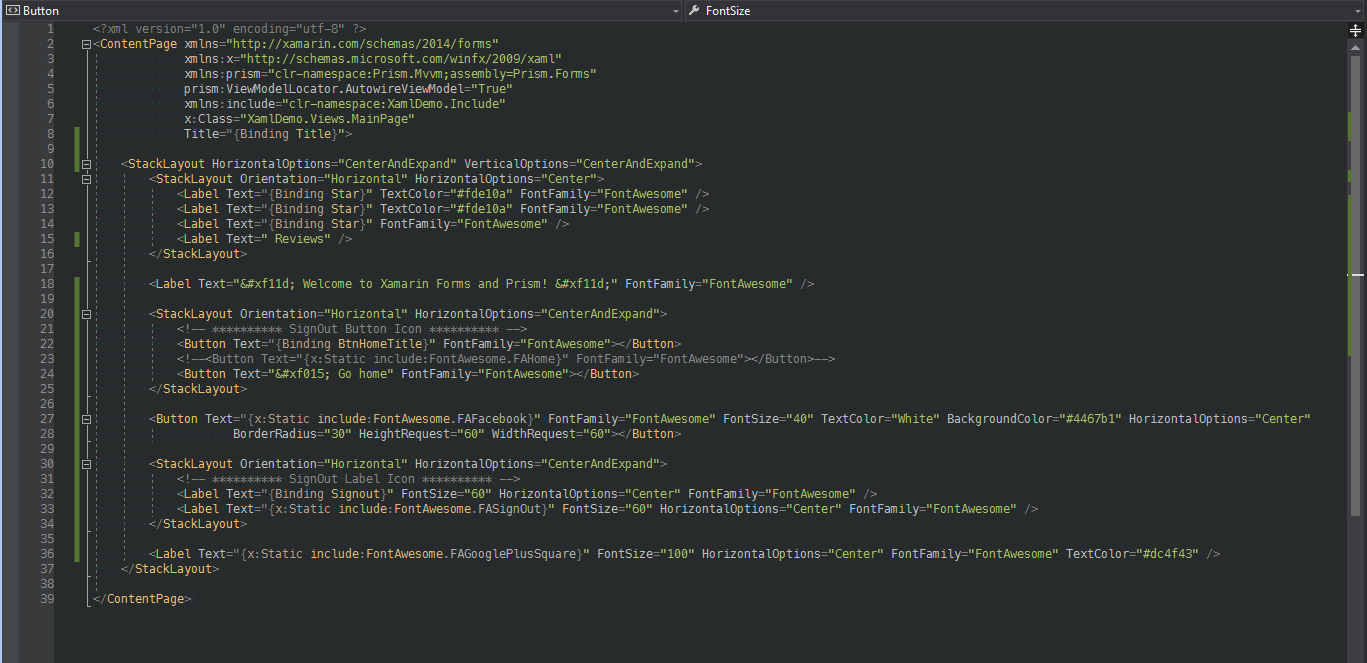 Button FontSize
1 <?xml version="1.0" encoding="utf-8" ?>
2 <ContentPage xmlns="http://xamarin.com/schemas/2014/forms"
3 xmlns:x="http://schemas.microsoft.com/winfx/2009/xaml"
4 xmlns:prism="clr-namespace:Prism.Mvvm;assembly=Prism.Forms"
5 prism:ViewModelLocator.AutowireViewModel="True"
6 xmlns:include="clr-namespace:XamlDemo.Include"
7 x:Class="XamlDemo.Views.MainPage"
8 Title="{Binding Title}">
9
10 <StackLayout HorizontalOptions="CenterAndExpand" VerticalOptions="CenterAndExpand">
11 <StackLayout Orientation="Horizontal" HorizontalOptions="Center">
12 <Label Text="{Binding Star}" TextColor="#fde10a" FontFamily="FontAwesome" />
13 <Label Text="{Binding Star}" TextColor="#fde10a" FontFamily="FontAwesome" />
14 <Label Text="{Binding Star}" FontFamily="FontAwesome" />
15 <Label Text=" Reviews" />
16 </StackLayout>
17
18 <Label Text="&#xf11d; Welcome to Xamarin Forms and Prism! &#xf11d;" FontFamily="FontAwesome" />
19
20 <StackLayout Orientation="Horizontal" HorizontalOptions="CenterAndExpand">
21 <!-- ********** SignOut Button Icon ********** -->
22 <Button Text="{Binding BtnHomeTitle}" FontFamily="FontAwesome"></Button>
23 <!--<Button Text="{x:Static include:FontAwesome.FAHome}" FontFamily="FontAwesome"></Button>-->
24 <Button Text="&#xf015; Go home" FontFamily="FontAwesome"></Button>
25 </StackLayout>
26
27 <Button Text="{x:Static include:FontAwesome.FAFacebook}" FontFamily="FontAwesome" FontSize="40" TextColor="White" BackgroundColor="#4467b1" HorizontalOptions="Center"
28 BorderRadius="30" HeightRequest="60" WidthRequest="60"></Button>
29
30 <StackLayout Orientation="Horizontal" HorizontalOptions="CenterAndExpand">
31 <!-- ********** SignOut Label Icon ********** -->
32 <Label Text="{Binding Signout}" FontSize="60" HorizontalOptions="Center" FontFamily="FontAwesome" />
33 <Label Text="{x:Static include:FontAwesome.FASignOut}" FontSize="60" HorizontalOptions="Center" FontFamily="FontAwesome" />
34 </StackLayout>
35
36 <Label Text="{x:Static include:FontAwesome.FAGooglePlusSquare}" FontSize="100" HorizontalOptions="Center" FontFamily="FontAwesome" TextColor="#dc4f43" />
37 </StackLayout>
38
39 </ContentPage>